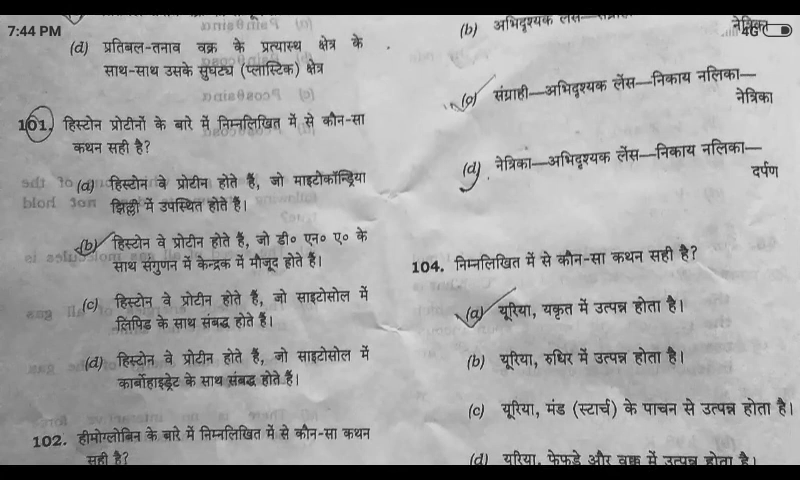 7:44 PM
4G
(d) प्रतिबल-तनाव वक्र के प्रत्यास्थ क्षेत्र के
साथ-साथ उसके सुघट्य (प्लास्टिक) क्षेत्र
101. हिस्टोन प्रोटीनों के बारे में निम्नलिखित में से कौन-सा
कथन सही है?
(a) हिस्टोन वे प्रोटीन होते हैं, जो माइटोकॉन्ड्रिया
झिल्ली में उपस्थित होते हैं।
(b) हिस्टोन वे प्रोटीन होते हैं, जो डी० एन० ए० के
साथ संगुणन में केन्द्रक में मौजूद होते हैं।
(c) हिस्टोन वे प्रोटीन होते हैं, जो साइटोसोल में
लिपिड के साथ संबद्ध होते हैं।
(d) हिस्टोन वे प्रोटीन होते हैं, जो साइटोसोल में
कार्बोहाइड्रेट के साथ संबद्ध होते हैं।
102. हीमोग्लोबिन के बारे में निम्नलिखित में से कौन-सा कथन
सही है?
(b) अभिदृश्यक लेंस—संग्राही
नेत्रिका
(c) संग्राही—अभिदृश्यक लेंस—निकाय नलिका—
नेत्रिका
(d) नेत्रिका—अभिदृश्यक लेंस—निकाय नलिका—
दर्पण
104. निम्नलिखित में से कौन-सा कथन सही है?
(a) यूरिया, यकृत में उत्पन्न होता है।
(b) यूरिया, रुधिर में उत्पन्न होता है।
(c) यूरिया, मंड (स्टार्च) के पाचन से उत्पन्न होता है।
(d) यूरिया, फेफड़े और वृक्क में उत्पन्न होता है।